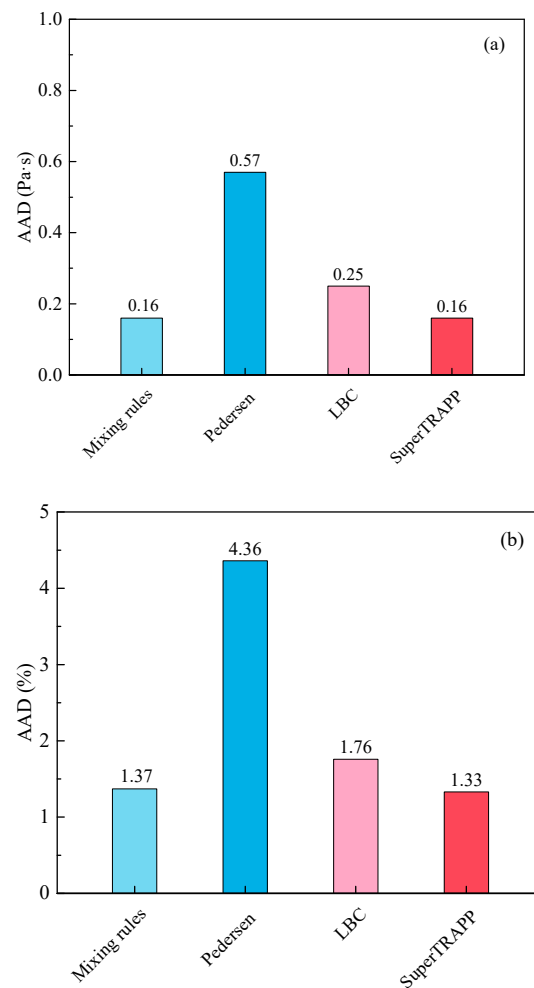 (a)
AAD (Pa·s)
1.0
0.8
0.6
0.4
0.2
0.0
0.16
0.57
0.25
0.16
Mixing rules
Pedersen
LBC
SuperTRAPP
(b)
AAD (%)
5
4
3
2
1
0
1.37
4.36
1.76
1.33
Mixing rules
Pedersen
LBC
SuperTRAPP